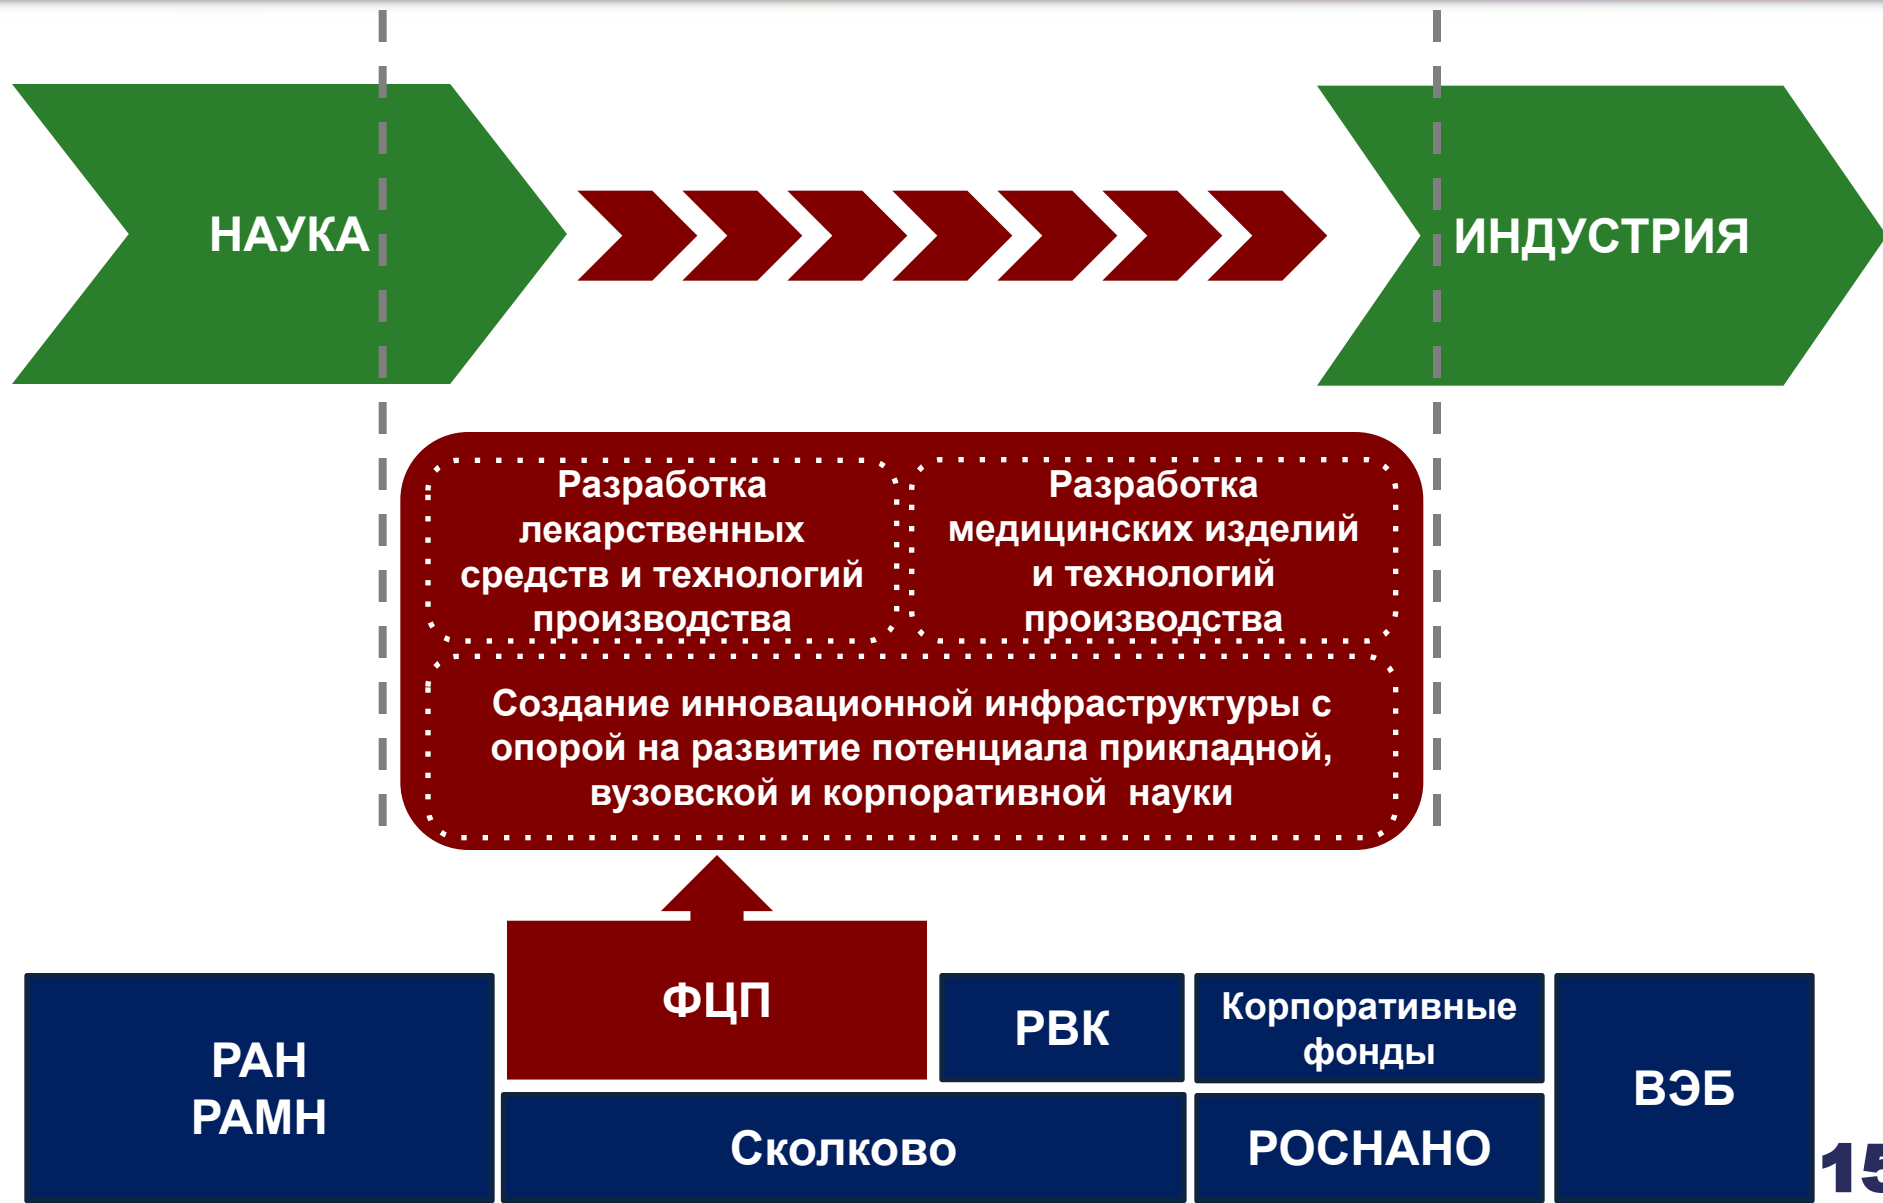 НАУКА
ИНДУСТРИЯ
Разработка
лекарственных
средств и технологий
производства
Разработка
медицинских изделий
и технологий
производства
Создание инновационной инфраструктуры с
опорой на развитие потенциала прикладной,
вузовской и корпоративной науки
ФЦП
РАН
РАМН
РВК
Корпоративные
фонды
ВЭБ
Сколково
РОСНАНО
15